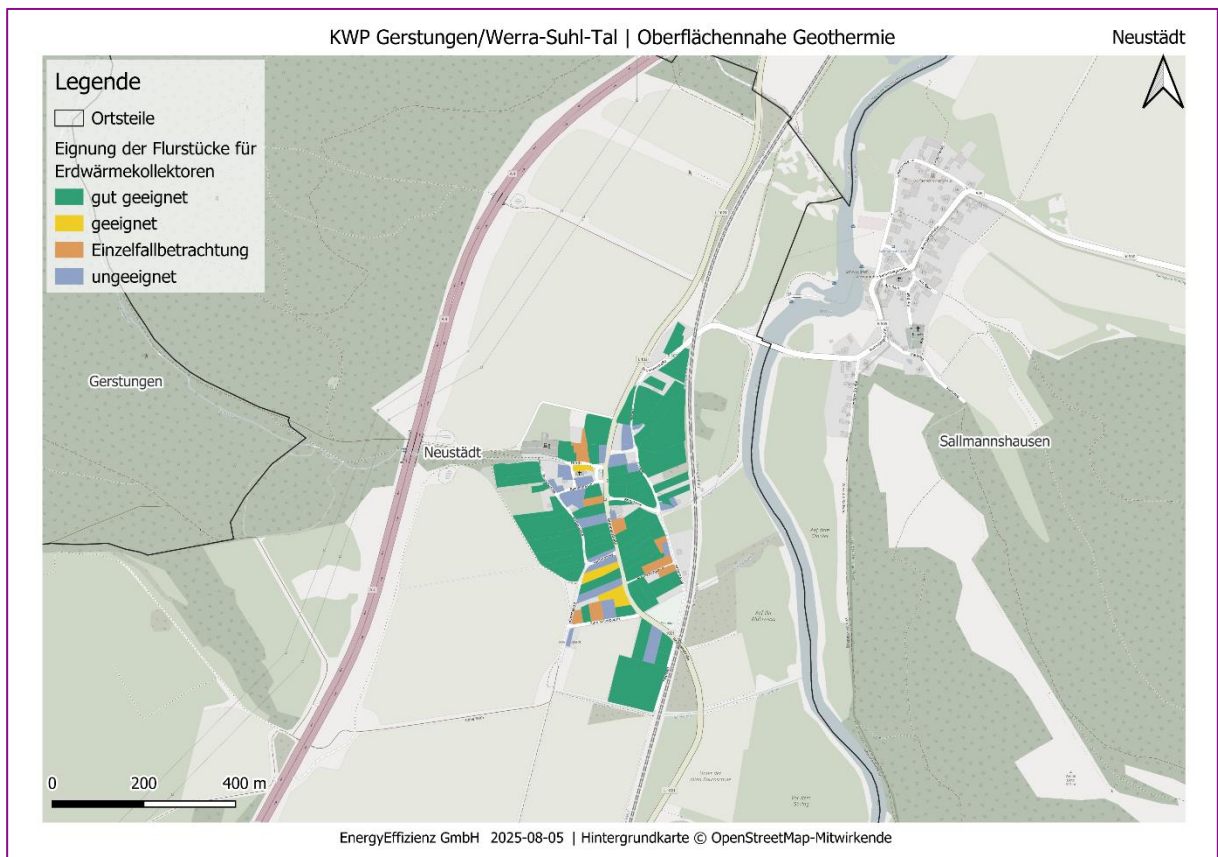 KWP Gerstungen/Werra-Suhl-Tal | Oberflächennahe Geothermie
Neustädt
Legende
Ortsteile
Eignung der Flurstücke für
Erdwärmekollektoren
gut geeignet
geeignet
Einzelfallbetrachtung
ungeeignet
Gerstungen
Neustädt
Sallmannshausen
0 200 400 m
EnergyEffizienz GmbH 2025-08-05 | Hintergrundkarte © OpenStreetMap-Mitwirkende